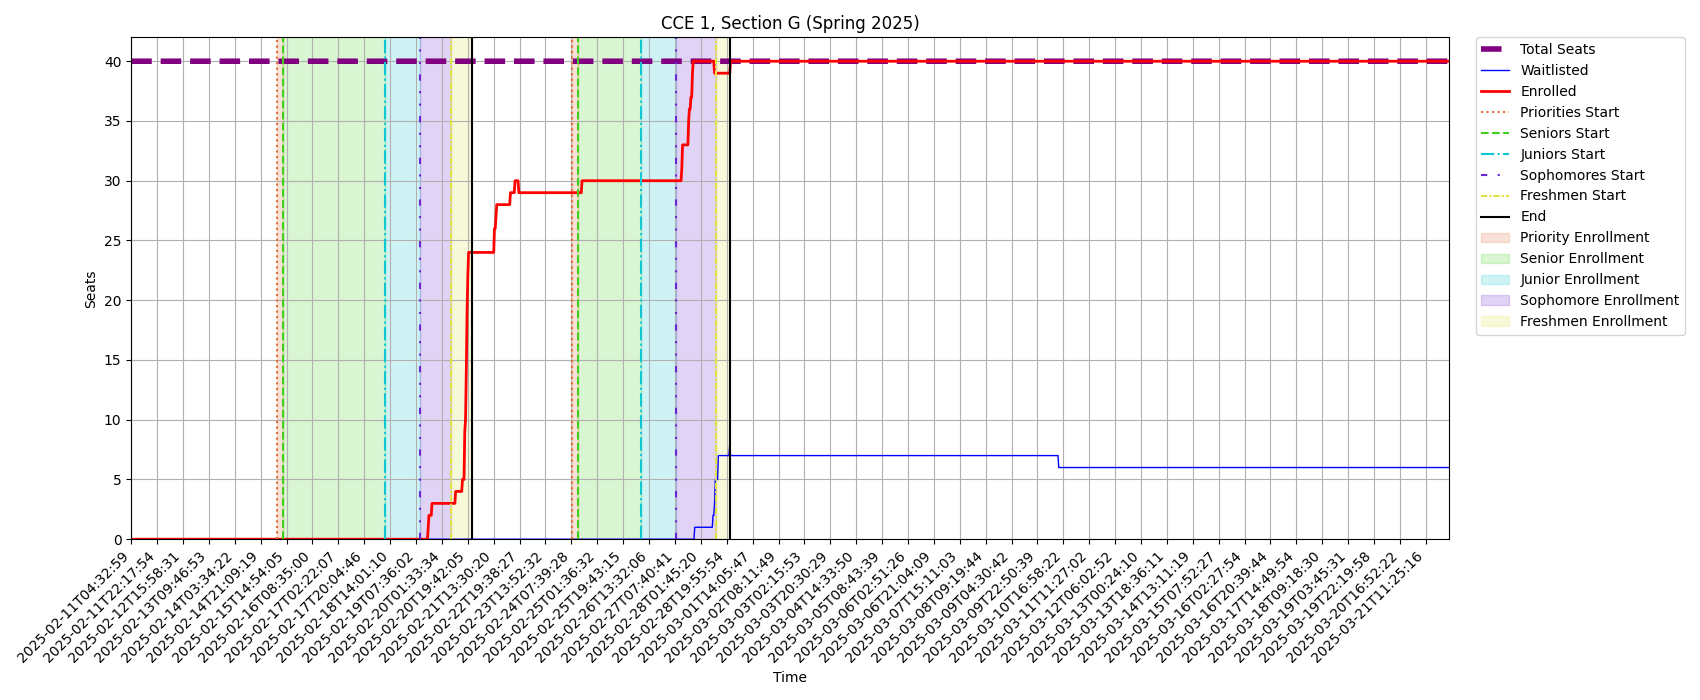 CCE 1, Section G (Spring 2025)
Total Seats
Waitlisted
Enrolled
Priorities Start
Seniors Start
Juniors Start
Sophomores Start
Freshmen Start
End
Priority Enrollment
Senior Enrollment
Junior Enrollment
Sophomore Enrollment
Freshmen Enrollment
Seats
40
35
30
25
20
15
10
5
0
2025-02-11T04:32:59
2025-02-11T22:17:54
2025-02-12T15:58:31
2025-02-13T09:46:53
2025-02-14T03:34:22
2025-02-14T21:09:19
2025-02-15T14:54:05
2025-02-16T08:35:00
2025-02-17T02:22:07
2025-02-17T20:04:46
2025-02-18T14:01:10
2025-02-19T07:36:02
2025-02-20T01:33:34
2025-02-20T19:42:05
2025-02-21T13:30:20
2025-02-22T19:38:27
2025-02-23T13:52:32
2025-02-24T07:39:28
2025-02-25T01:36:32
2025-02-25T19:43:15
2025-02-26T13:32:06
2025-02-27T07:40:41
2025-02-28T01:45:20
2025-02-28T19:55:54
2025-03-01T14:05:47
2025-03-02T08:11:49
2025-03-03T02:15:53
2025-03-03T20:30:29
2025-03-04T14:33:50
2025-03-05T08:43:39
2025-03-06T02:51:26
2025-03-06T21:04:09
2025-03-07T15:11:03
2025-03-08T09:19:44
2025-03-09T04:30:42
2025-03-09T22:50:39
2025-03-10T16:58:22
2025-03-11T11:27:02
2025-03-12T06:02:52
2025-03-13T00:24:10
2025-03-13T18:36:11
2025-03-14T13:11:19
2025-03-15T07:52:27
2025-03-16T02:27:54
2025-03-16T20:39:44
2025-03-17T14:49:54
2025-03-18T09:18:30
2025-03-19T03:45:31
2025-03-19T22:19:58
2025-03-20T16:52:22
2025-03-21T11:25:16
Time